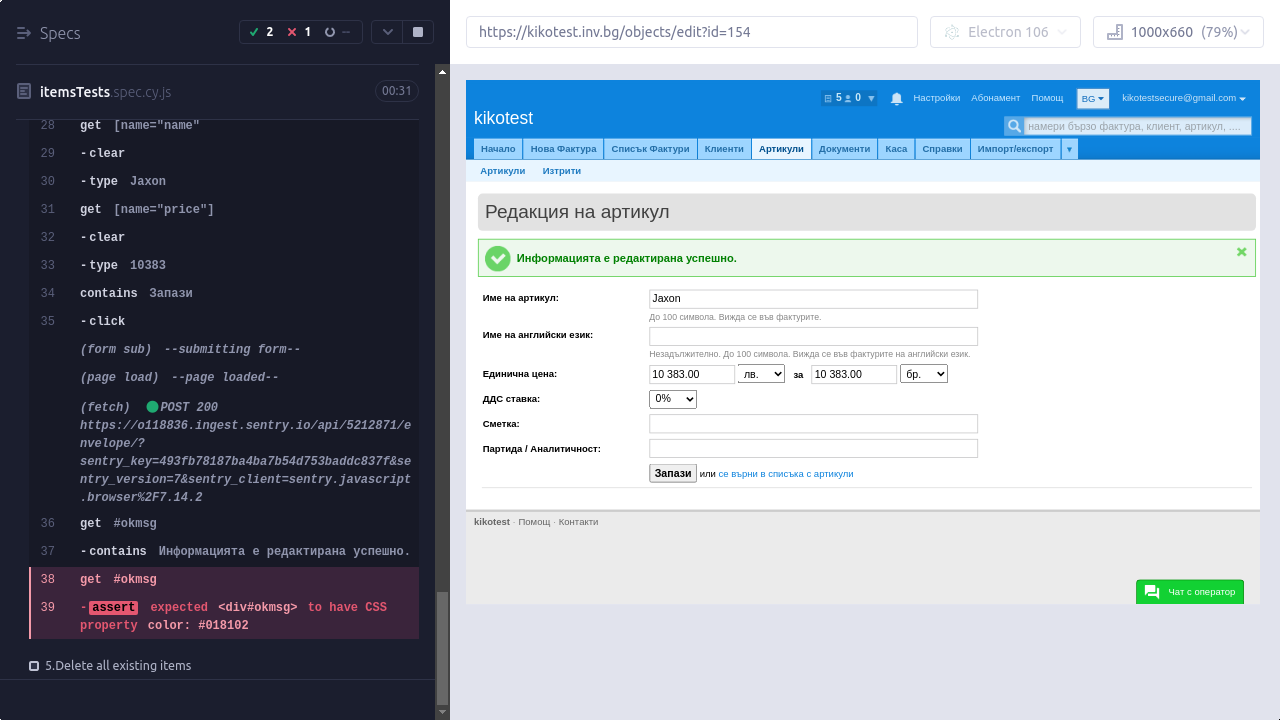 Specs
2
1
--
itemsTests.spec.cy.js
00:31
28 get [name="name"
29 -clear
30 -type Jaxon
31 get [name="price"]
32 -clear
33 -type 10383
34 contains Запази
35 -click
(form sub) --submitting form--
(page load) --page loaded--
(fetch) POST 200
https://o118836.ingest.sentry.io/api/5212871/e
nvelope/?
sentry_key=493fb78187ba4ba7b54d753baddc837f&se
ntry_version=7&sentry_client=sentry.javascript
.browser%2F7.14.2
36 get #okmsg
37 -contains Информацията е редактирана успешно.
38 get #okmsg
39 -assert expected <div#okmsg> to have CSS
property color: #018102
5.Delete all existing items
https://kikotest.inv.bg/objects/edit?id=154
Electron 106
1000x660 (79%)
5 0
Настройки Абонамент Помощ BG kikotestsecure@gmail.com
kikotest
намери бързо фактура, клиент, артикул, ....
Начало Нова Фактура Списък Фактури Клиенти Артикули Документи Каса Справки Импорт/експорт
Артикули Изтрити
Редакция на артикул
Информацията е редактирана успешно.
Име на артикул: Jaxon
До 100 символа. Вижда се във фактурите.
Име на английски език:
Незадължително. До 100 символа. Вижда се във фактурите на английски език.
Единична цена: 10 383.00 лв. за 10 383.00 бр.
ДДС ставка: 0%
Сметка:
Партида / Аналитичност:
Запази или се върни в списъка с артикули
kikotest · Помощ · Контакти
Чат с оператор